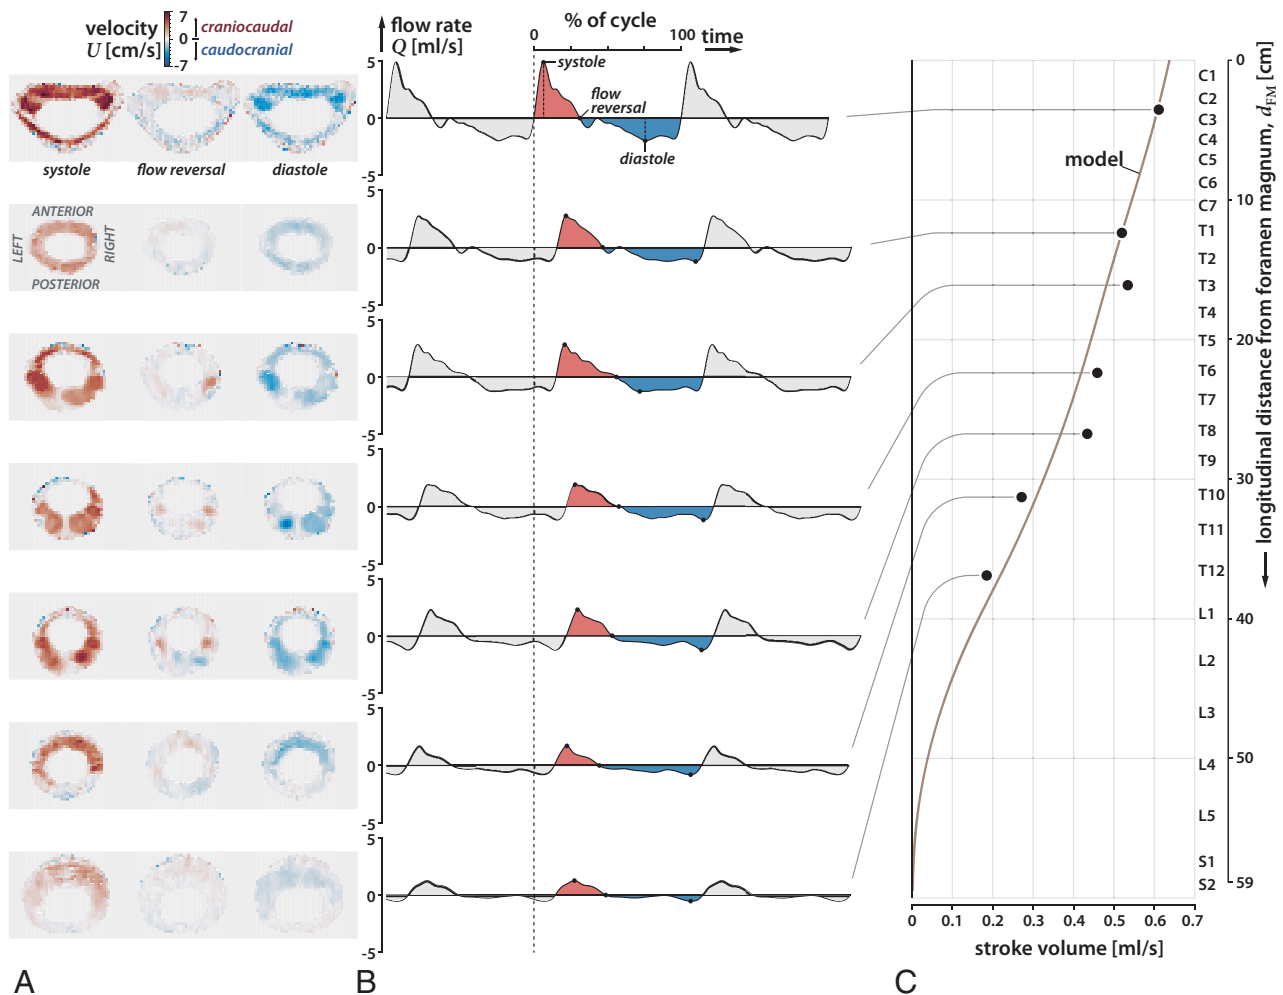 velocity
U [cm/s]
7
0
-7
craniocaudal
caudocranial
flow rate
Q [ml/s]
% of cycle
0
100
time
systole
flow reversal
diastole
ANTERIOR
LEFT
RIGHT
POSTERIOR
5
0
-5
systole
flow
reversal
diastole
5
0
-5
5
0
-5
5
0
-5
5
0
-5
5
0
-5
5
0
-5
model
C1
C2
C3
C4
C5
C6
C7
T1
T2
T3
T4
T5
T6
T7
T8
T9
T10
T11
T12
L1
L2
L3
L4
L5
S1
S2
0
10
20
30
40
50
59
longitudinal distance from foramen magnum, dFM [cm]
0
0.1
0.2
0.3
0.4
0.5
0.6
0.7
stroke volume [ml/s]
A
B
C